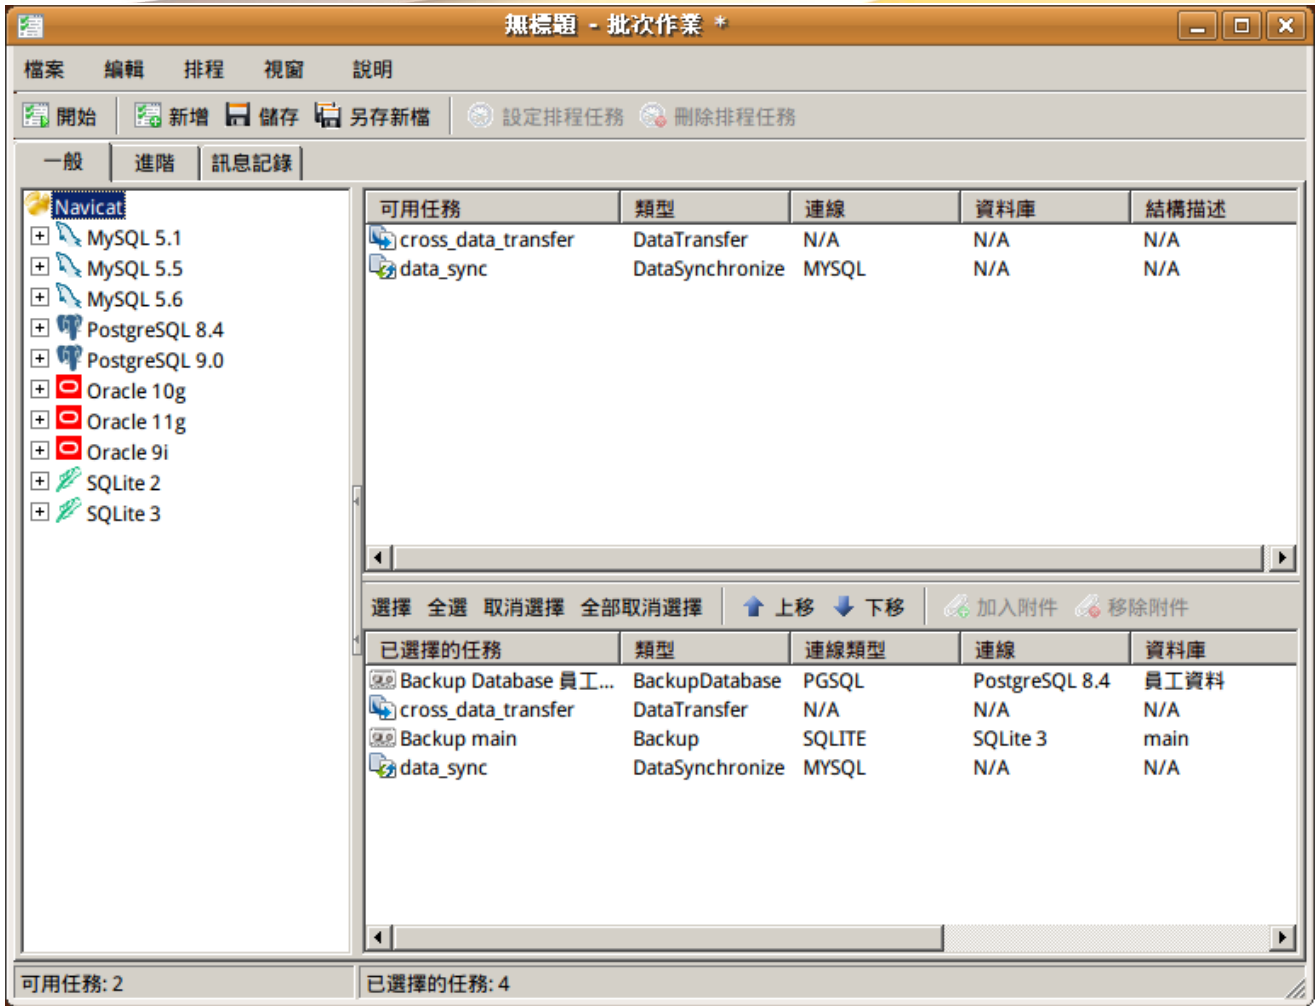 無標題 - 批次作業 *
檔案 編輯 排程 視窗 說明
開始 新增 儲存 另存新檔 設定排程任務 刪除排程任務
一般 進階 訊息記錄
Navicat
MySQL 5.1
MySQL 5.5
MySQL 5.6
PostgreSQL 8.4
PostgreSQL 9.0
Oracle 10g
Oracle 11g
Oracle 9i
SQLite 2
SQLite 3
可用任務 類型 連線 資料庫 結構描述
cross_data_transfer DataTransfer N/A N/A N/A
data_sync DataSynchronize MYSQL N/A N/A
選擇 全選 取消選擇 全部取消選擇 上移 下移 加入附件 移除附件
已選擇的任務 類型 連線類型 連線 資料庫
Backup Database 員工... BackupDatabase PGSQL PostgreSQL 8.4 員工資料
cross_data_transfer DataTransfer N/A N/A N/A
Backup main Backup SQLITE SQLite 3 main
data_sync DataSynchronize MYSQL N/A N/A
可用任務: 2 已選擇的任務: 4